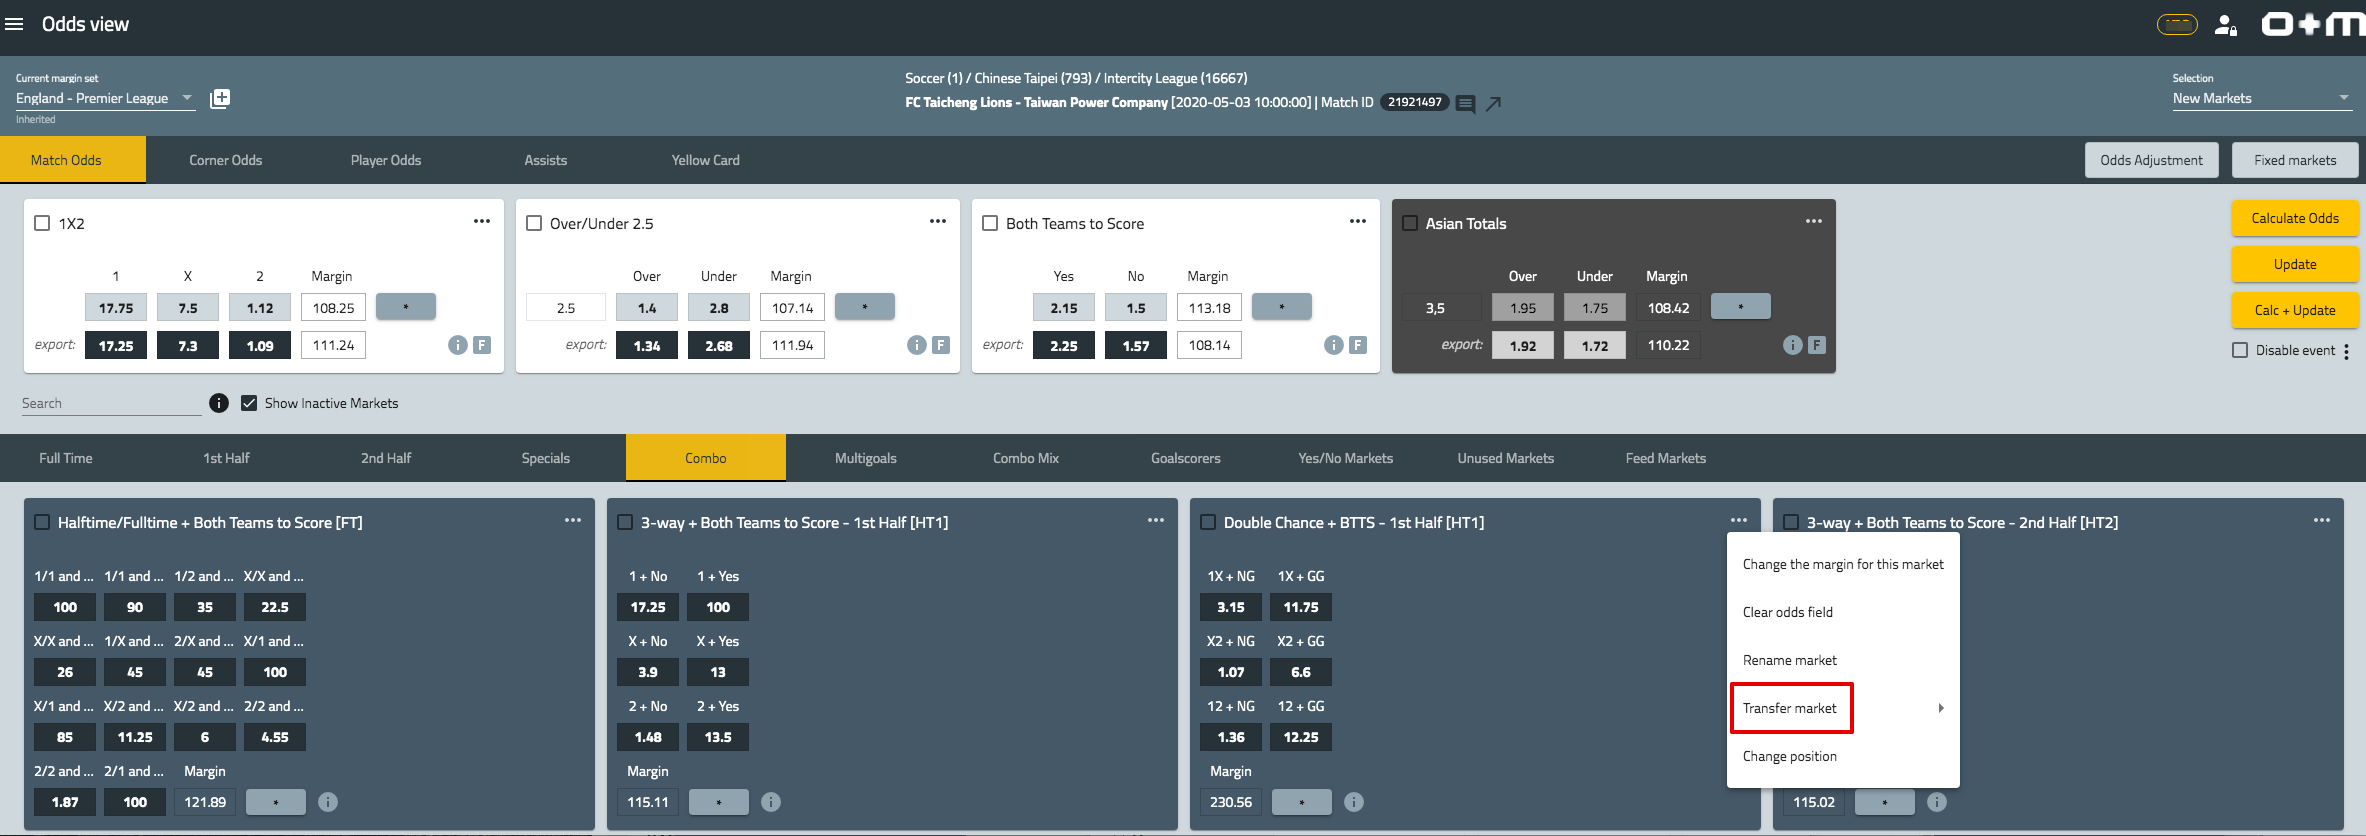 Odds view
o+m
Current margin set
England - Premier League
Inherited
Soccer (1) / Chinese Taipei (793) / Intercity League (16667)
FC Taicheng Lions - Taiwan Power Company [2020-05-03 10:00:00] | Match ID 21921497
Selection
New Markets
Match Odds Corner Odds Player Odds Assists Yellow Card Odds Adjustment Fixed markets
1X2 •••
1 X 2 Margin
17.75 7.5 1.12 108.25 *
export: 17.25 7.3 1.09 111.24 i F
Over/Under 2.5 •••
Over Under Margin
2.5 1.4 2.8 107.14 *
export: 1.34 2.68 111.94 i F
Both Teams to Score •••
Yes No Margin
2.15 1.5 113.18 *
export: 2.25 1.57 108.14 i F
Asian Totals •••
Over Under Margin
3,5 1.95 1.75 108.42 *
export: 1.92 1.72 110.22 i F
Calculate Odds
Update
Calc + Update
Disable event
Search i Show Inactive Markets
Full Time 1st Half 2nd Half Specials Combo Multigoals Combo Mix Goalscorers Yes/No Markets Unused Markets Feed Markets
Halftime/Fulltime + Both Teams to Score [FT] •••
1/1 and ... 1/1 and ... 1/2 and ... X/X and ...
100 90 35 22.5
X/X and ... 1/X and ... 2/X and ... X/1 and ...
26 45 45 100
X/1 and ... X/2 and ... X/2 and ... 2/2 and ...
85 11.25 6 4.55
2/2 and ... 2/1 and ... Margin
1.87 100 121.89 * i
3-way + Both Teams to Score - 1st Half [HT1] •••
1 + No 1 + Yes
17.25 100
X + No X + Yes
3.9 13
2 + No 2 + Yes
1.48 13.5
Margin
115.11 * i
Double Chance + BTTS - 1st Half [HT1] •••
1X + NG 1X + GG
3.15 11.75
X2 + NG X2 + GG
1.07 6.6
12 + NG 12 + GG
1.36 12.25
Margin
230.56 * i
3-way + Both Teams to Score - 2nd Half [HT2] •••
Change the margin for this market
Clear odds field
Rename market
Transfer market
Change position
115.02 * i